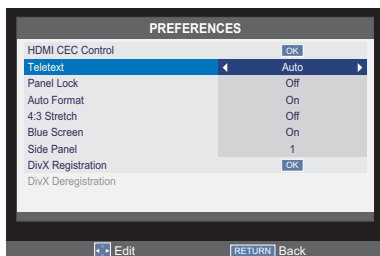 PREFERENCES
HDMI CEC Control OK
Teletext Auto
Panel Lock Off
Auto Format On
4:3 Stretch Off
Blue Screen On
Side Panel 1
DivX Registration OK
DivX Deregistration
Edit RETURN Back